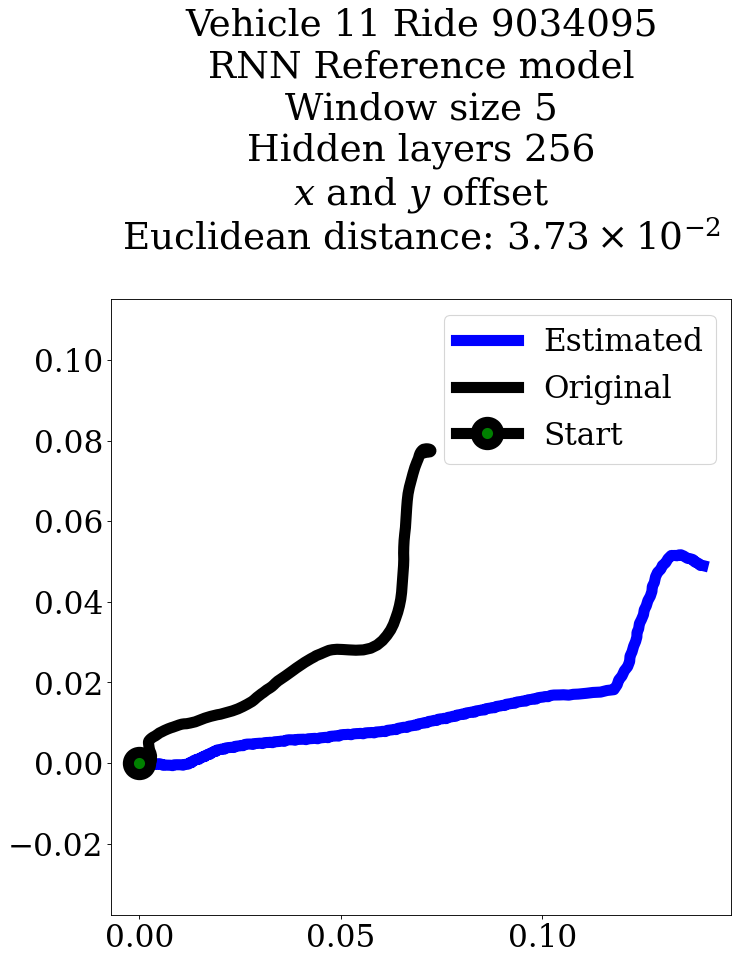 Vehicle 11 Ride 9034095
RNN Reference model
Window size 5
Hidden layers 256
x and y offset
Euclidean distance: 3.73 × 10⁻²
Estimated
Original
Start
0.10
0.08
0.06
0.04
0.02
0.00
−0.02
0.00 0.05 0.10